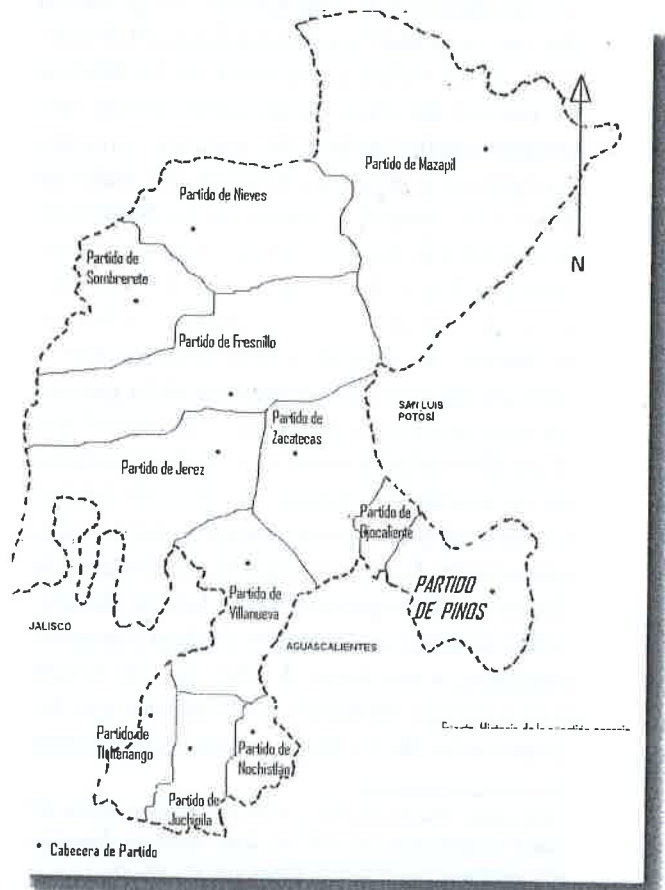 Partido de Mazapil
Partido de Nieves
N
Partido de
Sombrerete
Partido de Fresnillo
SAN LUIS
POTOSÍ
Partido de
Zacatecas
Partido de Jerez
Partido de
Ojocaliente
PARTIDO
DE PINOS
Partido de
Villanueva
JALISCO
AGUASCALIENTES
Partido de
Tlaltenango
Partido de
Nochistlán
Partido de
Juchipila
• Cabecera de Partido